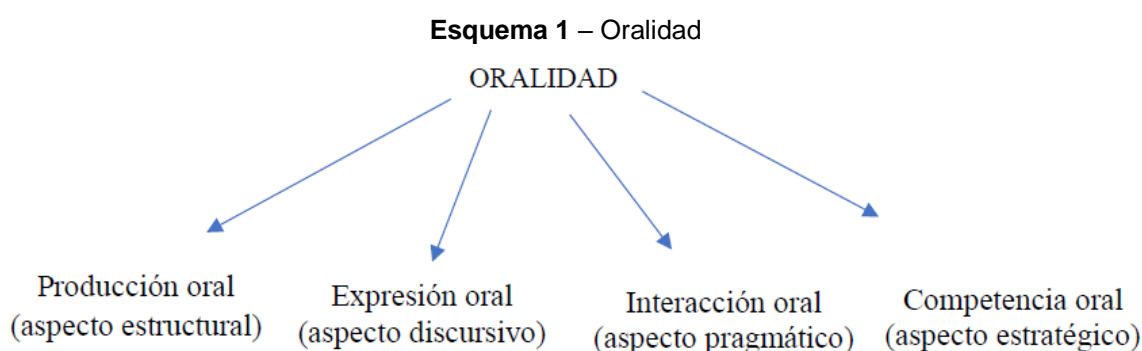 Esquema 1 – Oralidad
ORALIDAD
Producción oral
(aspecto estructural)
Expresión oral
(aspecto discursivo)
Interacción oral
(aspecto pragmático)
Competencia oral
(aspecto estratégico)